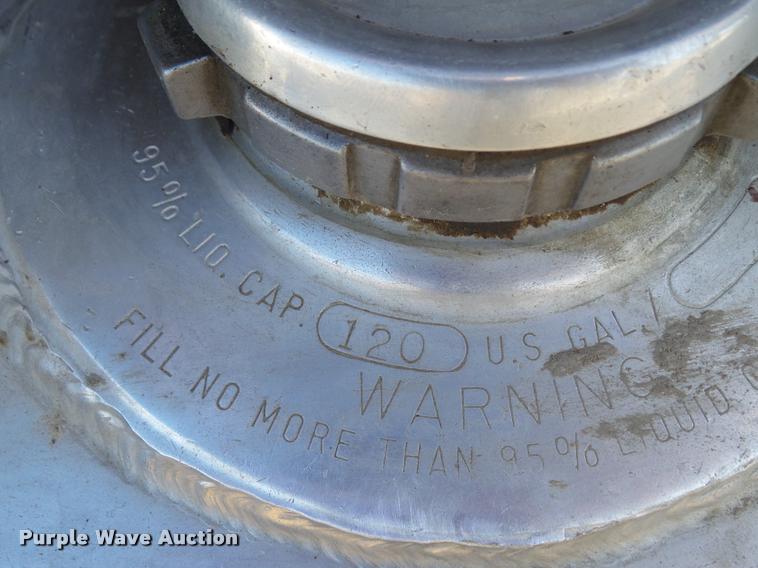 95% LIQ. CAP. 120 U.S. GAL./
WARNING
FILL NO MORE THAN 95% LIQUID
Purple Wave Auction